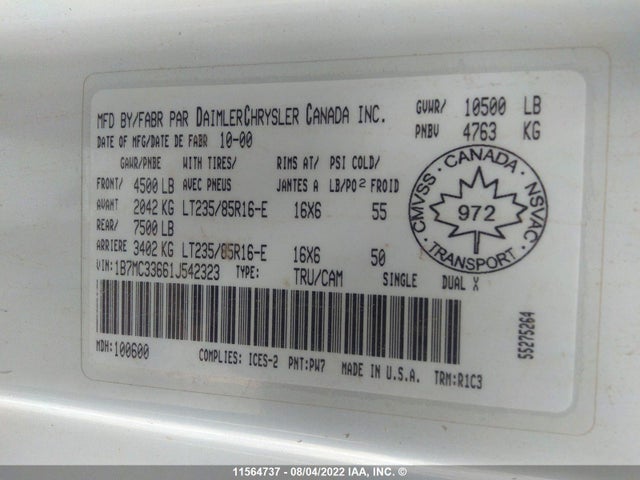 MFD BY/FABR PAR DAIMLERCHRYSLER CANADA INC.
GVWR/ 10500 LB
DATE OF MFG/DATE DE FABR 10-00
PNBV 4763 KG
GAWR/PNBE WITH TIRES/ RIMS AT/ PSI COLD/
FRONT/ 4500 LB AVEC PNEUS JANTES A LB/PO2 FROID
AVANT 2042 KG LT235/85R16-E 16X6 55
REAR/ 7500 LB
ARRIERE 3402 KG LT235/85R16-E 16X6 50
CMVSS · CANADA · NSVAC
972
TRANSPORT
VIN: 1B7MC33661J542323 TYPE: TRU/CAM SINGLE DUAL X
55275264
MDH: 100600 COMPLIES: ICES-2 PNT: PW7 MADE IN U.S.A. TRM: R1C3
11564737 - 08/04/2022 IAA, INC. ©